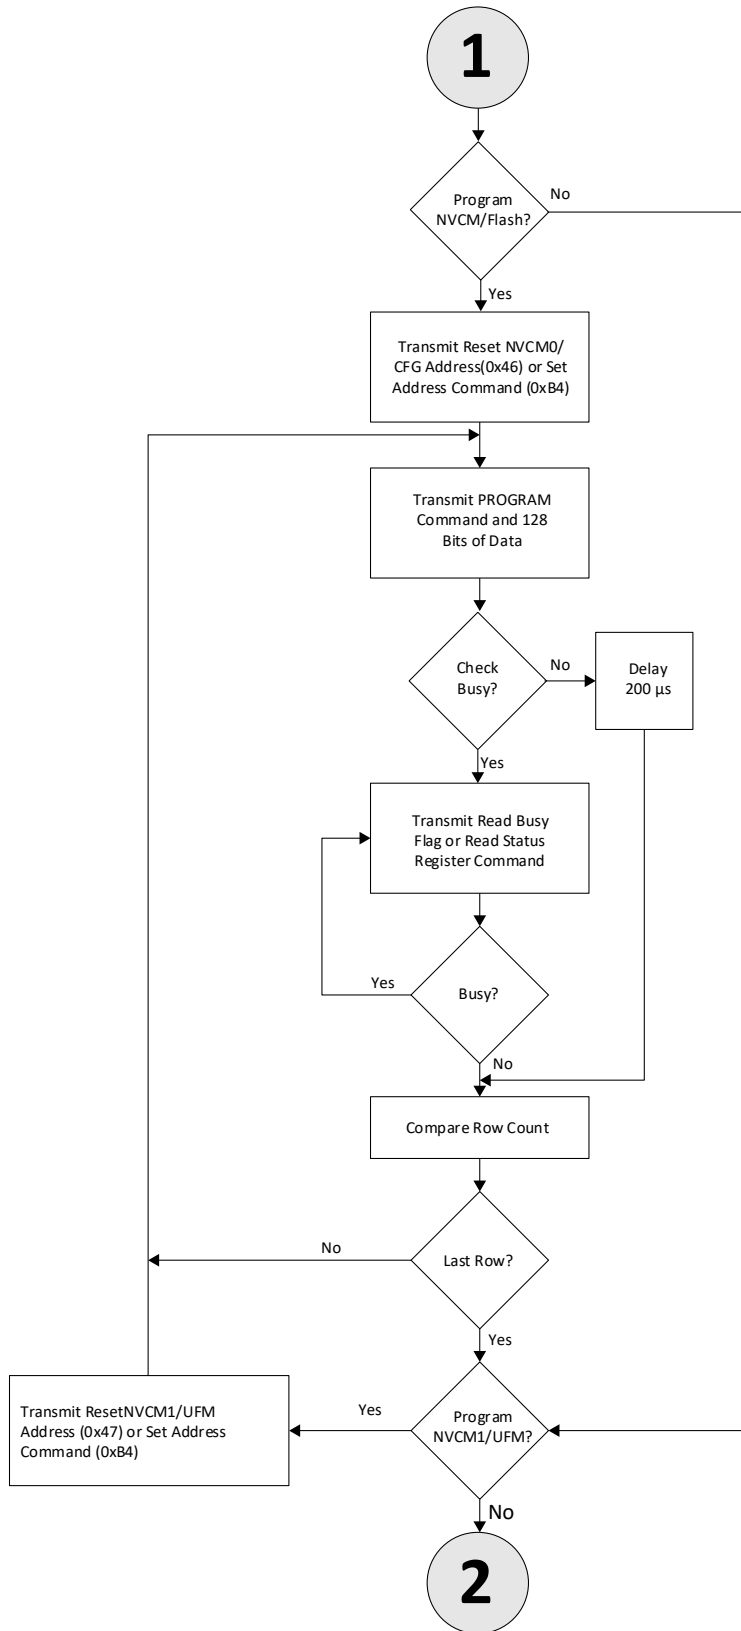 1
Program
NVCM/Flash?
No
Yes
Transmit Reset NVCM0/
CFG Address(0x46) or Set
Address Command (0xB4)
Transmit PROGRAM
Command and 128
Bits of Data
Check
Busy?
No
Delay
200 µs
Yes
Transmit Read Busy
Flag or Read Status
Register Command
Yes
Busy?
No
Compare Row Count
No
Last Row?
Yes
Transmit ResetNVCM1/UFM
Address (0x47) or Set Address
Command (0xB4)
Yes
Program
NVCM1/UFM?
No
2